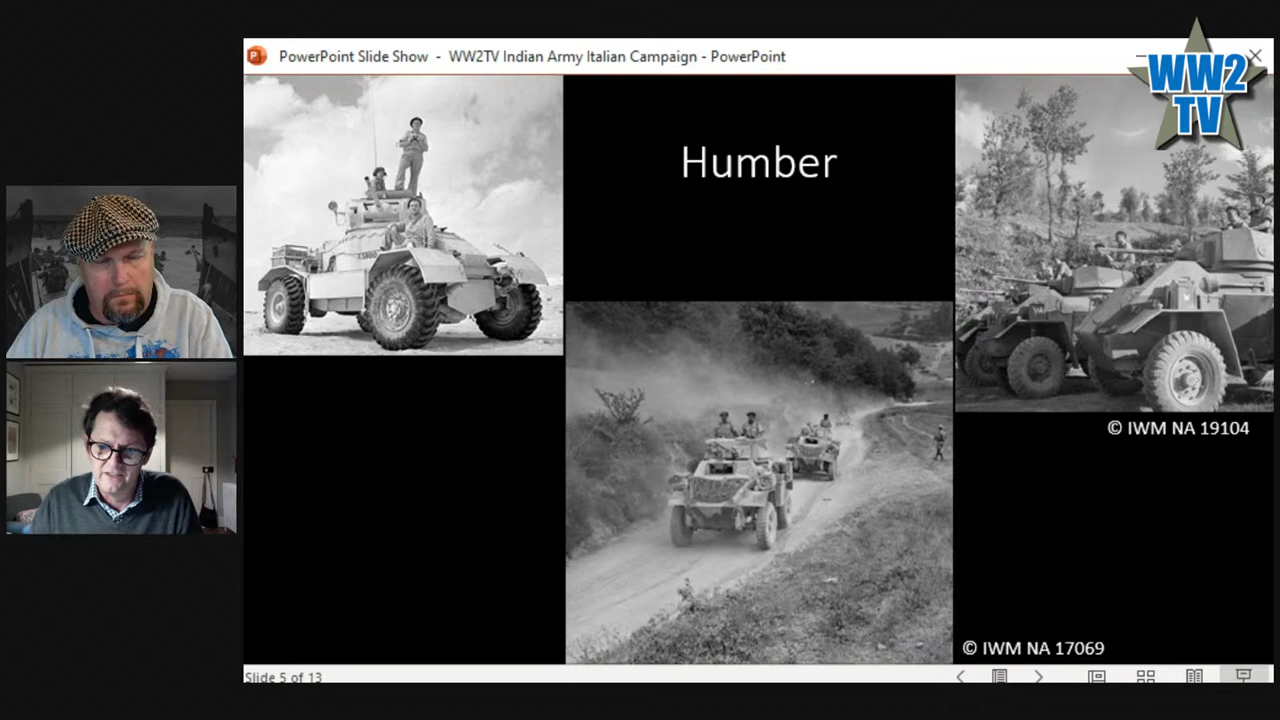 PowerPoint Slide Show - WW2TV Indian Army Italian Campaign - PowerPoint
WW2
TV
Humber
© IWM NA 19104
© IWM NA 17069
Slide 5 of 13